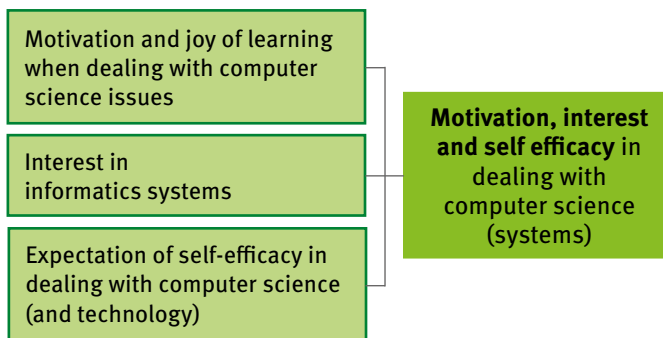 Motivation and joy of learning
when dealing with computer
science issues
Interest in
informatics systems
Expectation of self-efficacy in
dealing with computer science
(and technology)
Motivation, interest
and self efficacy in
dealing with
computer science
(systems)